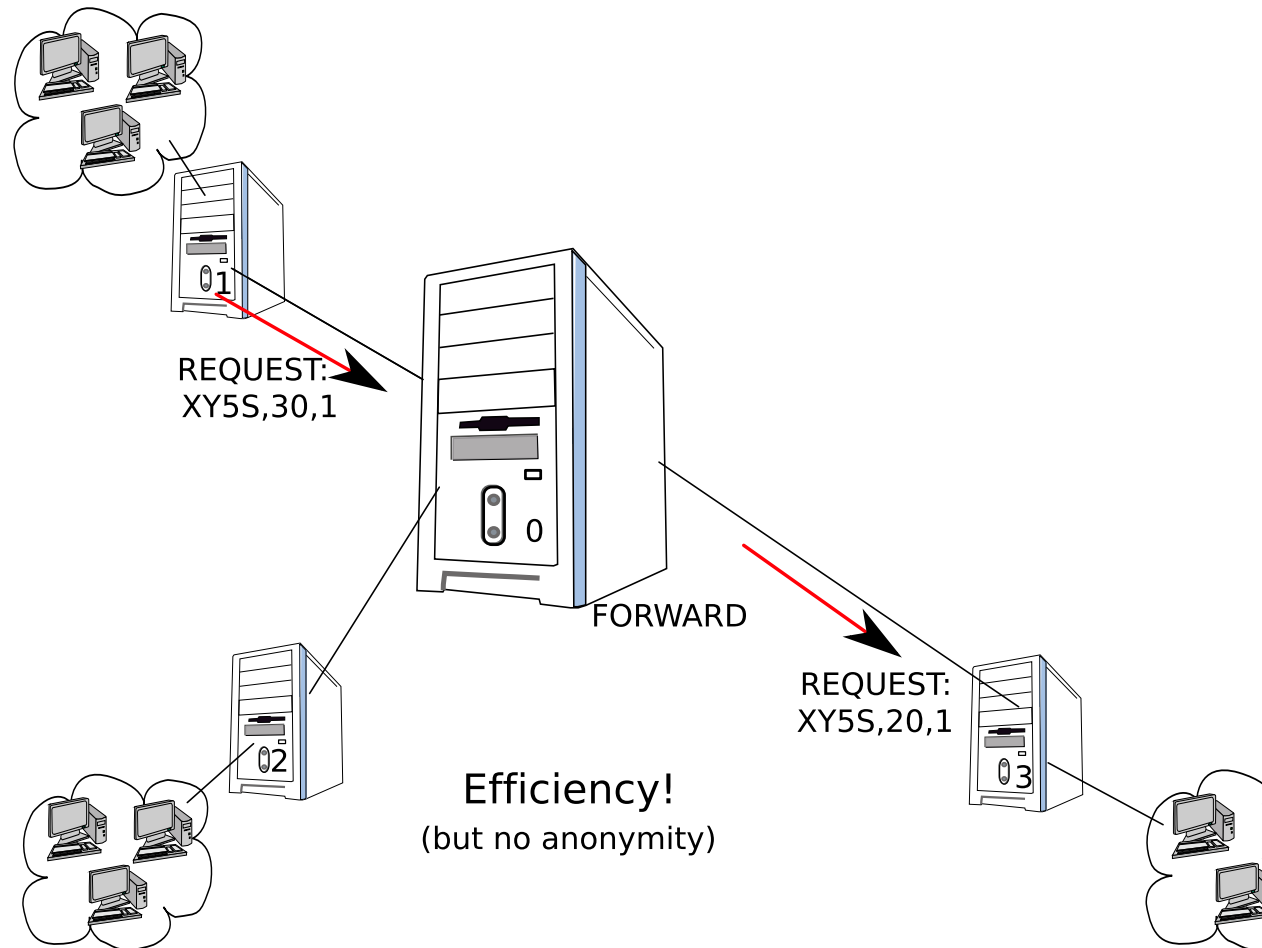 1
REQUEST:
XY5S,30,1
0
FORWARD
REQUEST:
XY5S,20,1
2
3
Efficiency!
(but no anonymity)